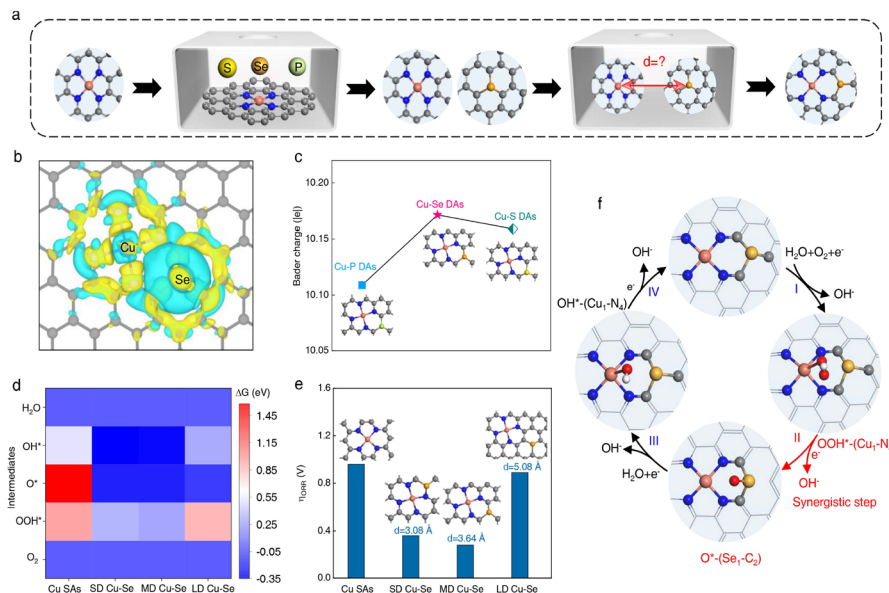 a
S Se P
d=?
b
Cu
Se
c
Bader charge (|e|)
10.20
10.15
10.10
10.05
Cu-P DAs
Cu-Se DAs
Cu-S DAs
d
Intermediates
H₂O
OH*
O*
OOH*
O₂
Cu SAs SD Cu-Se MD Cu-Se LD Cu-Se
ΔG (eV)
1.45
1.15
0.85
0.55
0.25
-0.05
-0.35
e
ηORR (V)
1.6
1.2
0.8
0.4
0.0
d=3.08 Å
d=3.64 Å
d=5.08 Å
Cu SAs SD Cu-Se MD Cu-Se LD Cu-Se
f
H₂O+O₂+e⁻
I
OH⁻
II
OOH*-(Cu₁-N
e⁻
OH⁻
Synergistic step
O*-(Se₁-C₂)
III
H₂O+e⁻
OH⁻
OH*-(Cu₁-N₄)
e⁻
IV
OH⁻